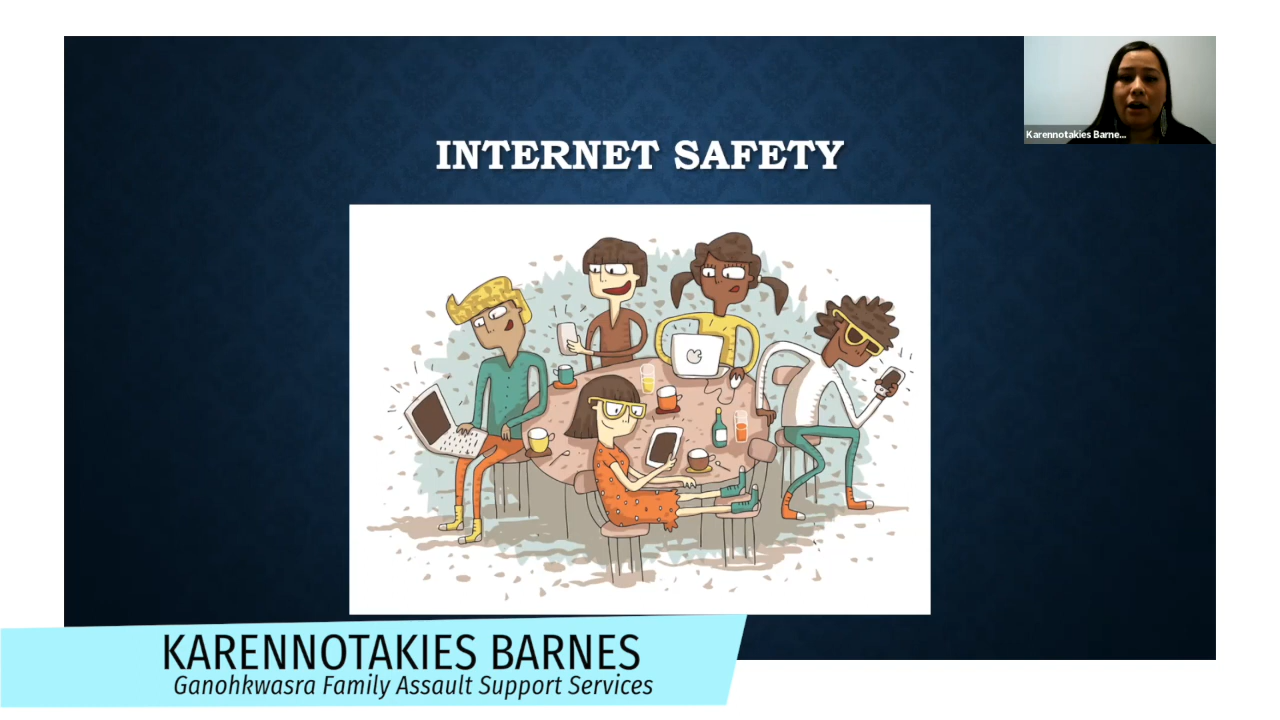 INTERNET SAFETY
Karennotakies Barne...
KARENNOTAKIES BARNES
Ganohkwasra Family Assault Support Services